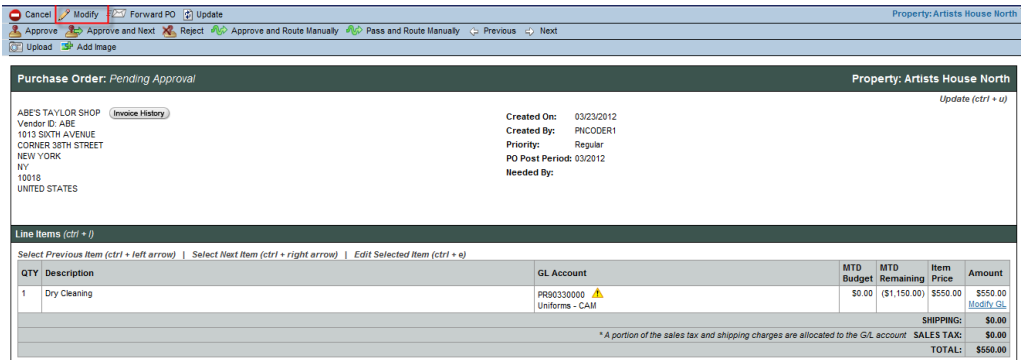 Cancel Modify Forward PO Update Property:Artists House North
Approve Approve and Next Reject Approve and Route Manually Pass and Route Manually Previous Next
Upload Add Image
Purchase Order: Pending Approval Property: Artists House North
Update (ctrl + u)
ABE'S TAYLOR SHOP Invoice History
Vendor ID: ABE
1013 SIXTH AVENUE
CORNER 38TH STREET
NEW YORK
NY
10018
UNITED STATES
Created On: 03/23/2012
Created By: PNCODER1
Priority: Regular
PO Post Period: 03/2012
Needed By:
Line Items (ctrl + l)
Select Previous Item (ctrl + left arrow) | Select Next Item (ctrl + right arrow) | Edit Selected Item (ctrl + e)
QTY Description GL Account MTD Budget MTD Remaining Item Price Amount
1 Dry Cleaning PR90330000 $0.00 ($1,150.00) $550.00 $550.00
Uniforms - CAM Modify GL
SHIPPING: $0.00
* A portion of the sales tax and shipping charges are allocated to the G/L account SALES TAX: $0.00
TOTAL: $550.00